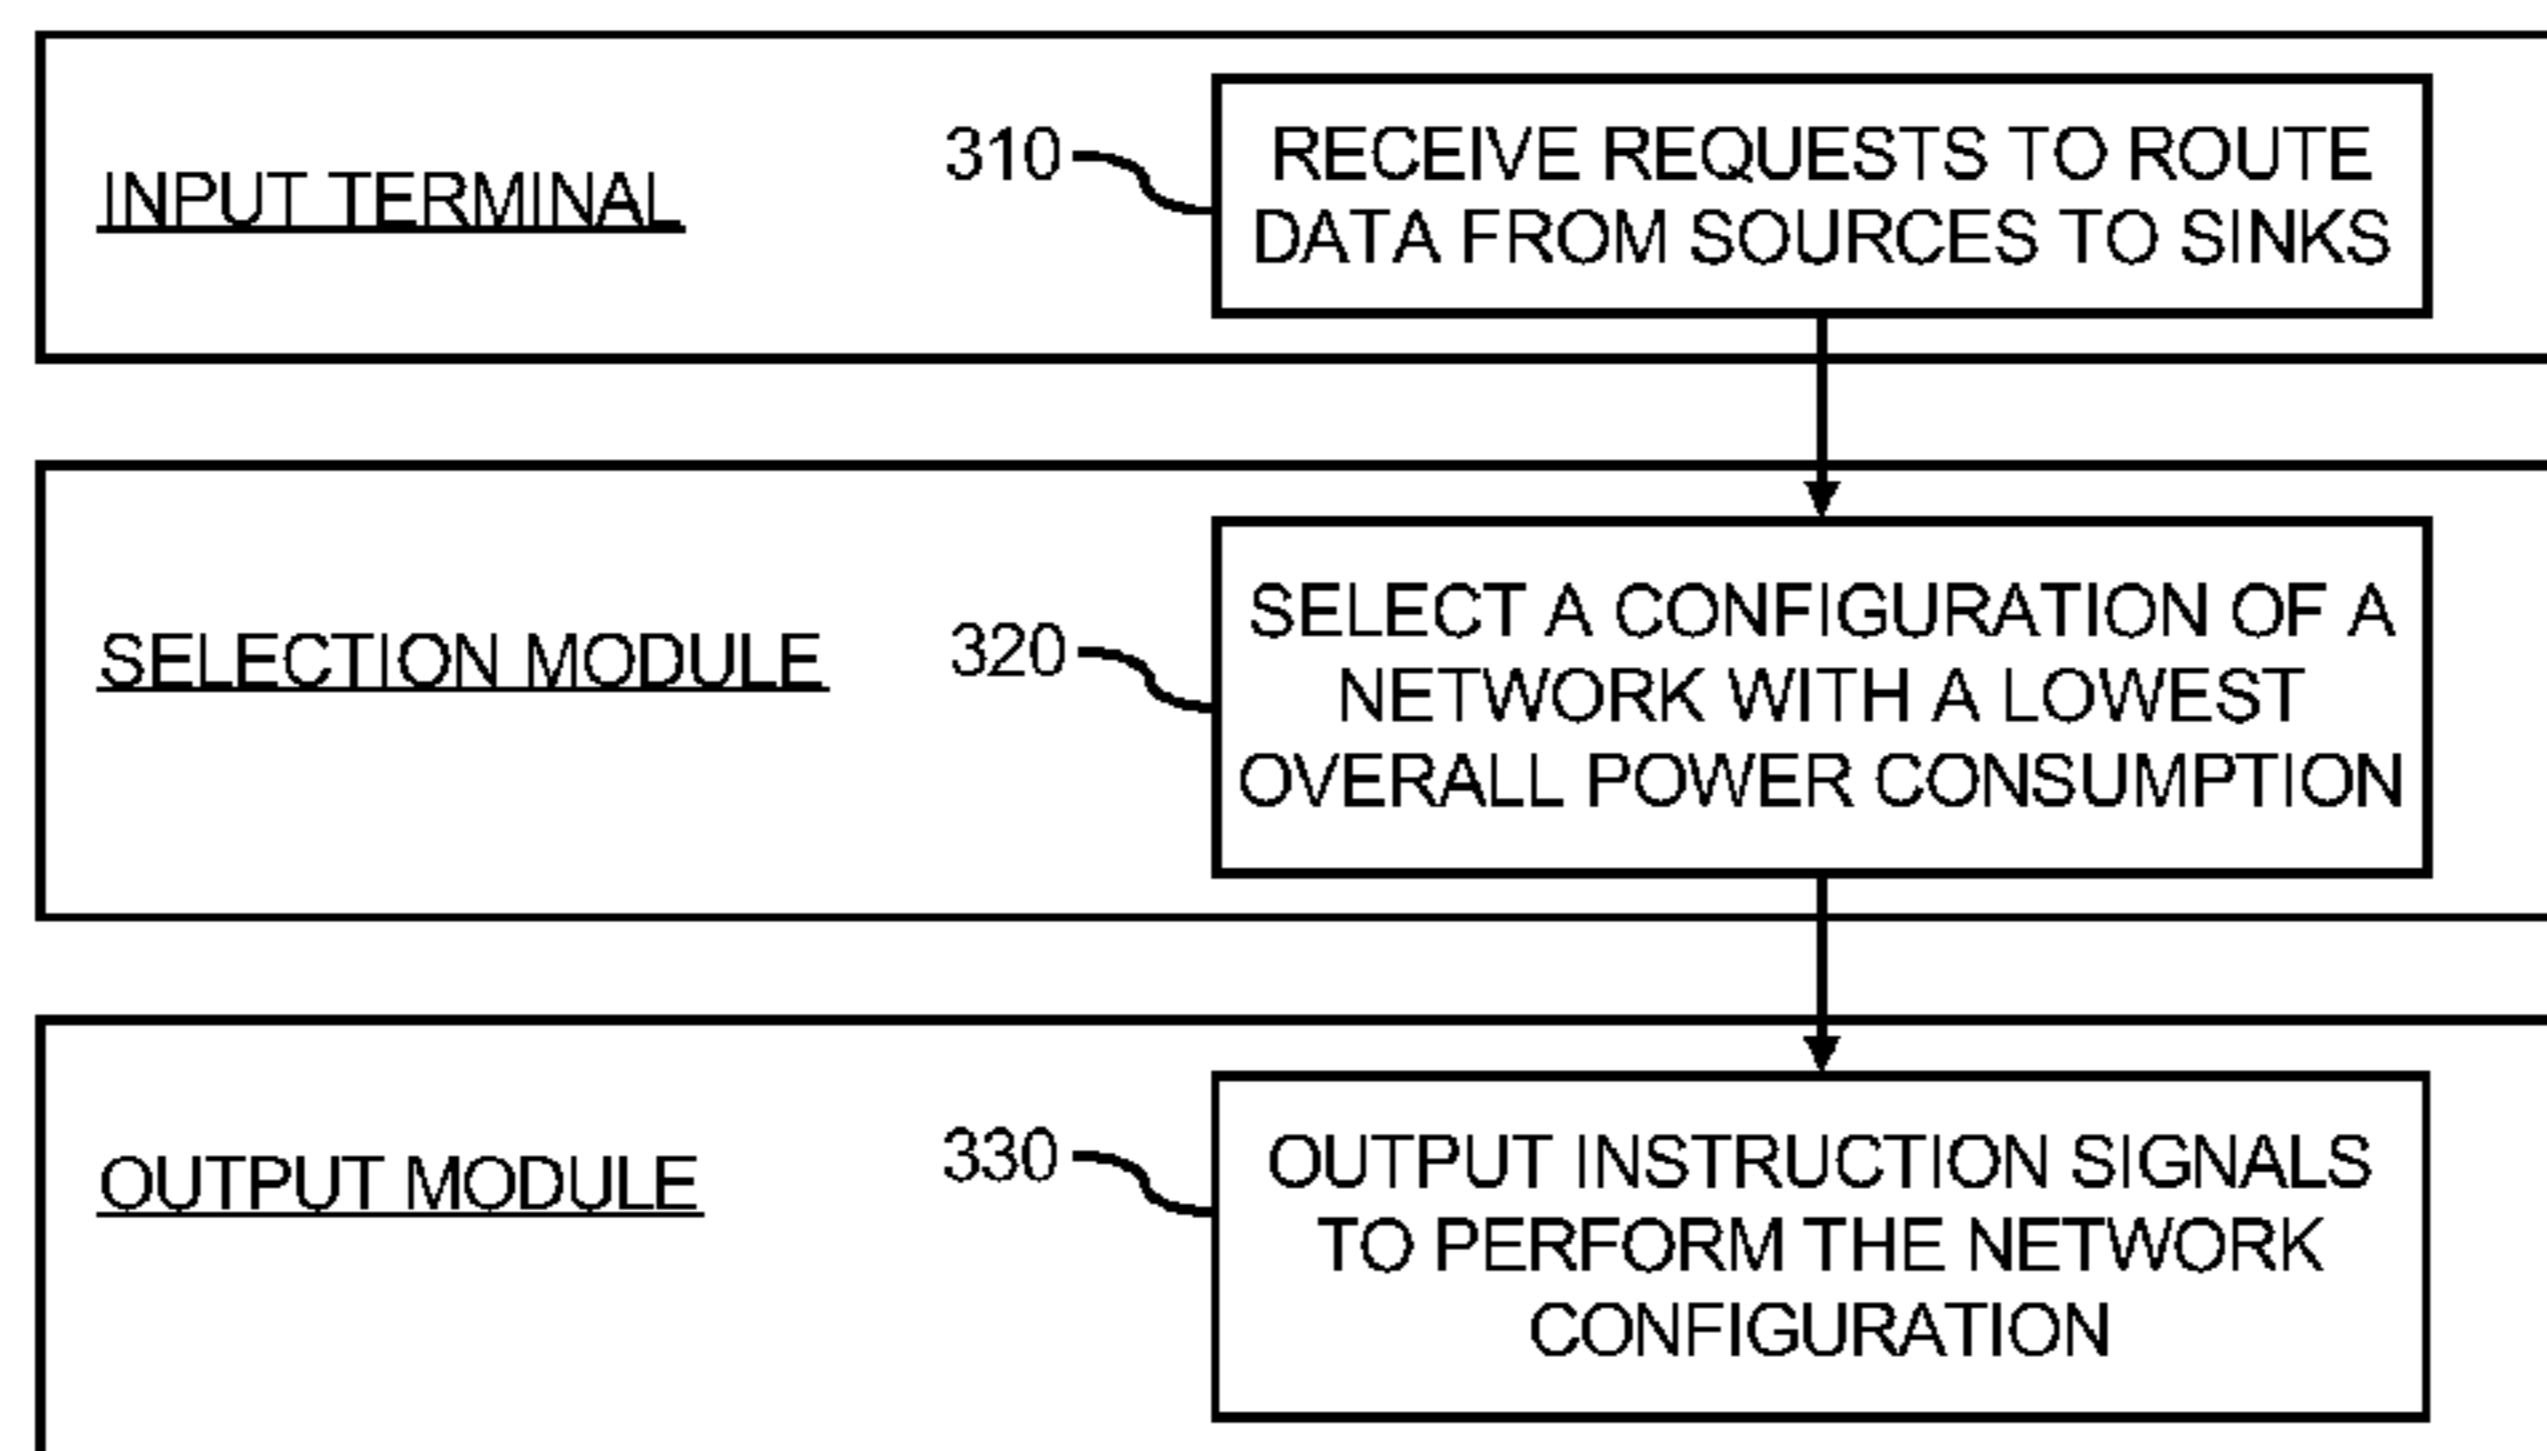 INPUT TERMINAL
310
RECEIVE REQUESTS TO ROUTE
DATA FROM SOURCES TO SINKS
SELECTION MODULE
320
SELECT A CONFIGURATION OF A
NETWORK WITH A LOWEST
OVERALL POWER CONSUMPTION
OUTPUT MODULE
330
OUTPUT INSTRUCTION SIGNALS
TO PERFORM THE NETWORK
CONFIGURATION